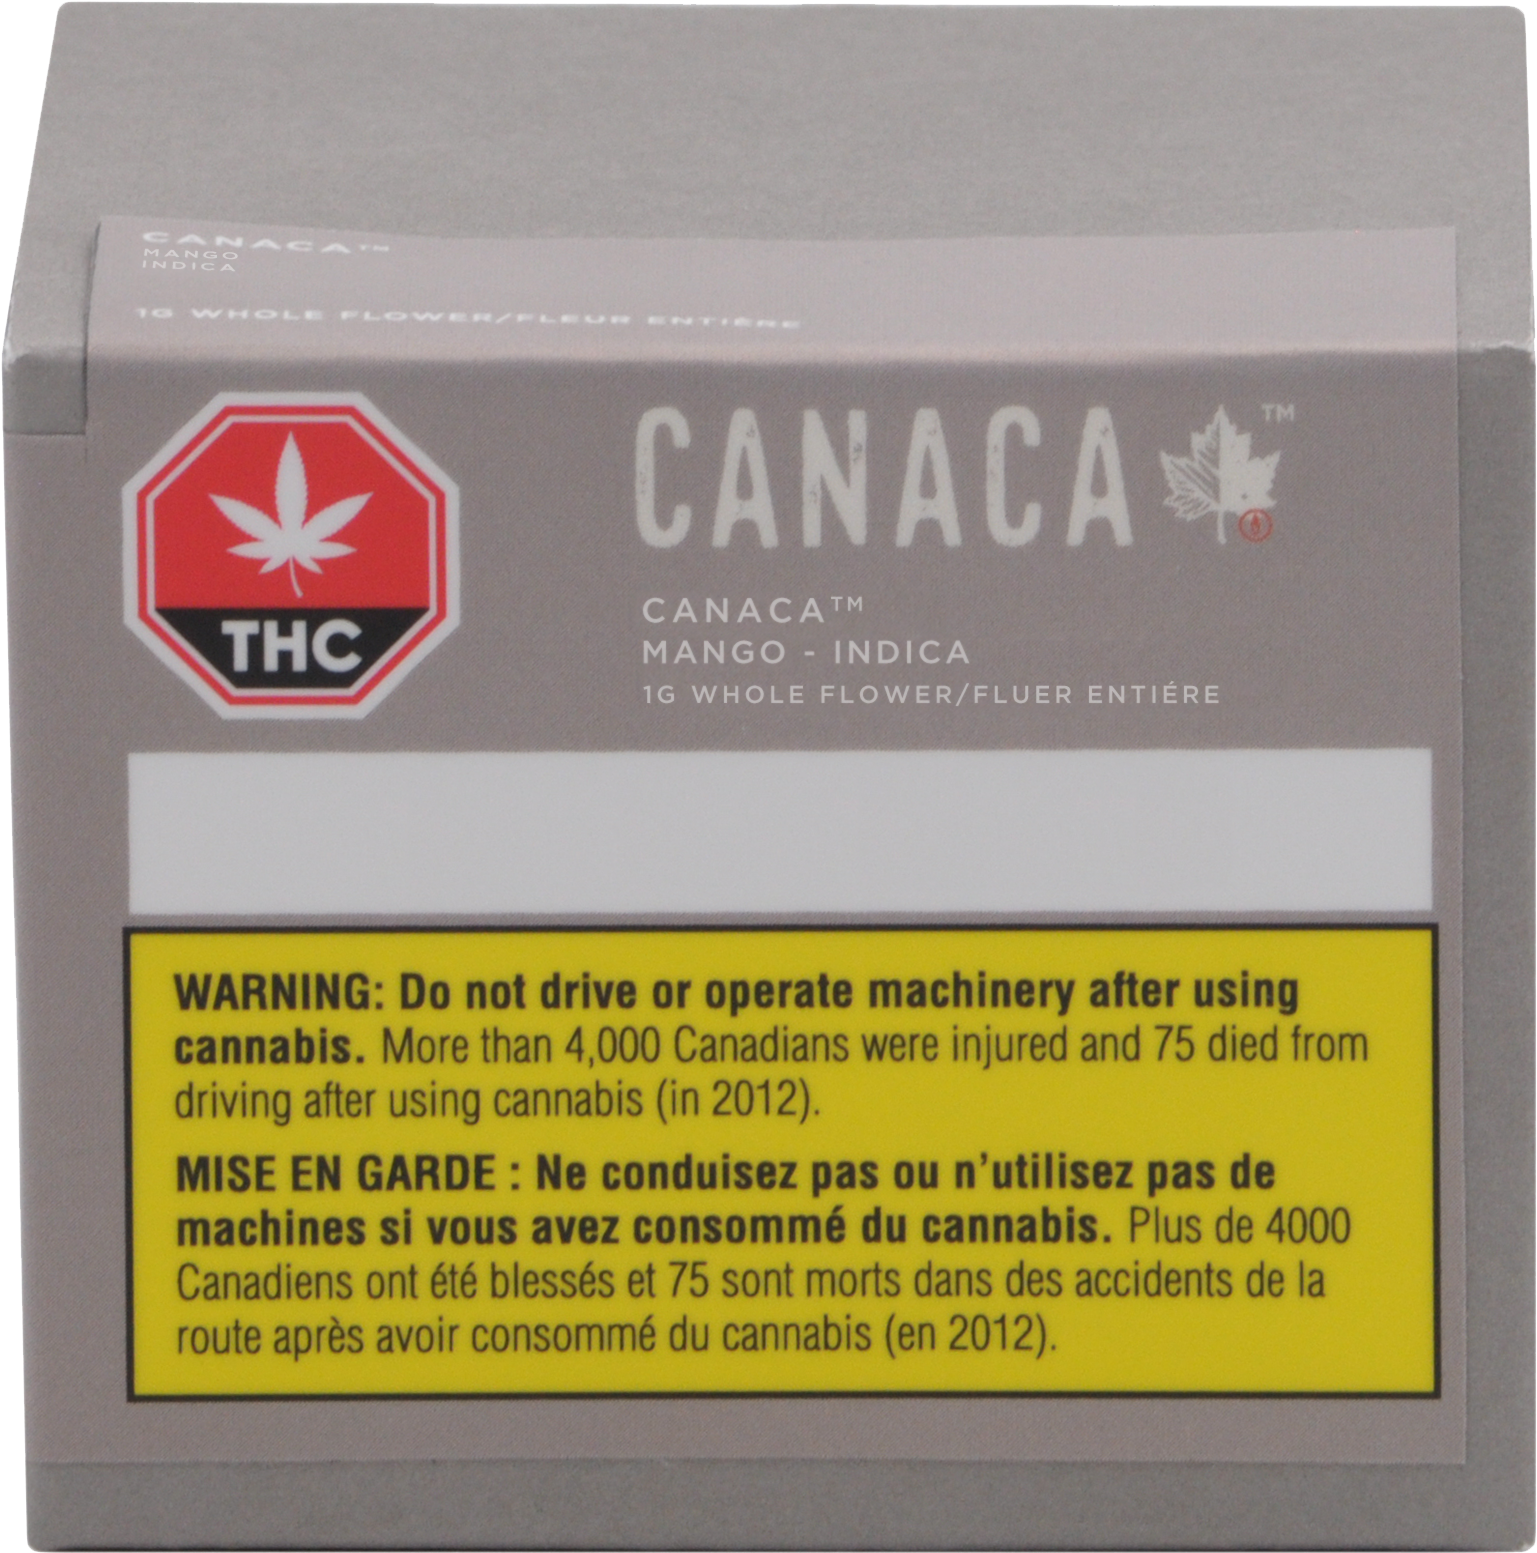 CANACA™
MANGO
INDICA
1G WHOLE FLOWER/FLEUR ENTIÈRE
THC
CANACA™
CANACA™
MANGO - INDICA
1G WHOLE FLOWER/FLUER ENTIÉRE
WARNING: Do not drive or operate machinery after using
cannabis. More than 4,000 Canadians were injured and 75 died from
driving after using cannabis (in 2012).
MISE EN GARDE : Ne conduisez pas ou n'utilisez pas de
machines si vous avez consommé du cannabis. Plus de 4000
Canadiens ont été blessés et 75 sont morts dans des accidents de la
route après avoir consommé du cannabis (en 2012).